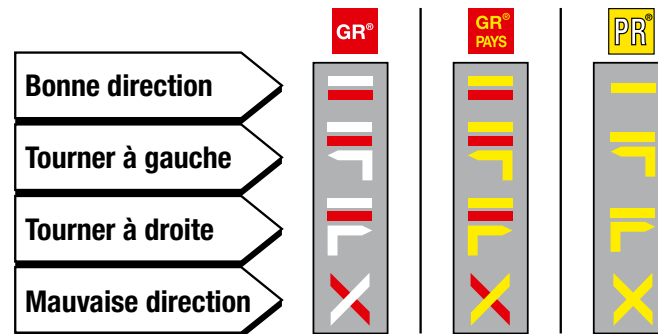 GR®
GR®
PAYS
PR®
Bonne direction
Tourner à gauche
Tourner à droite
Mauvaise direction